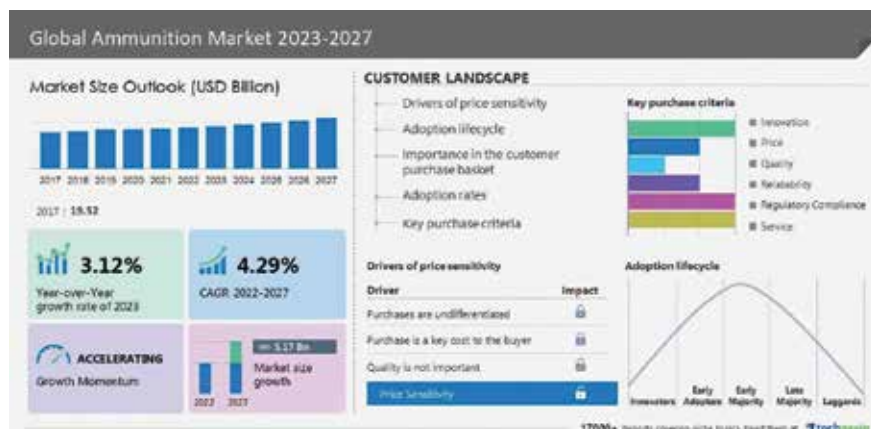 Global Ammunition Market 2023-2027
Market Size Outlook (USD Billion)
2017 2018 2019 2020 2021 2022 2023 2024 2025 2026 2027
2017 : 19.52
3.12%
Year-over-Year
growth rate of 2023
4.29%
CAGR 2022-2027
ACCELERATING
Growth Momentum
5.17 Bn
Market size
growth
2022 2027
CUSTOMER LANDSCAPE
Drivers of price sensitivity
Adoption lifecycle
Importance in the customer
purchase basket
Adoption rates
Key purchase criteria
Key purchase criteria
Innovation
Price
Quality
Reliability
Regulatory Compliance
Service
Drivers of price sensitivity
Driver Impact
Purchases are undifferentiated
Purchase is a key cost to the buyer
Quality is not important
Price Sensitivity
Adoption lifecycle
Innovators
Early
Adopters
Early
Majority
Late
Majority
Laggards
17000+